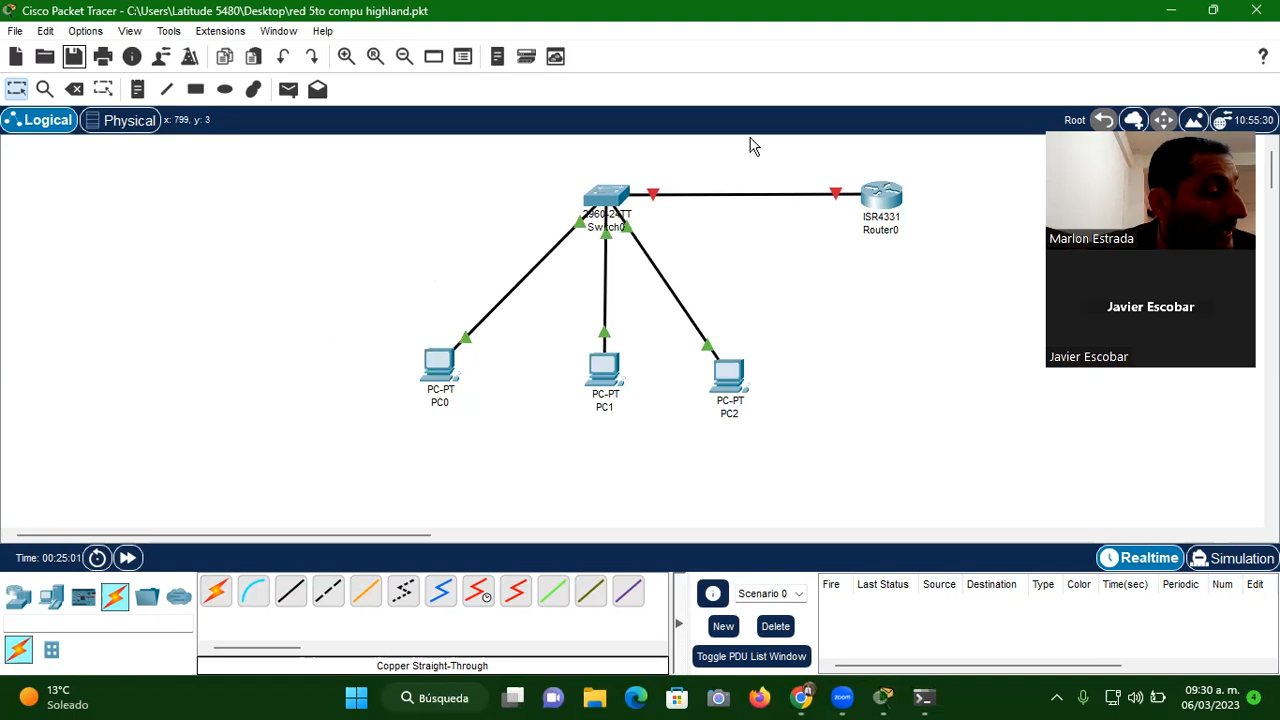 Cisco Packet Tracer - C:\Users\Latitude 5480\Desktop\red 5to compu highland.pkt
File Edit Options View Tools Extensions Window Help
?
Logical Physical x: 799, y: 3 Root 10:55:30
2960-24TT
Switch0
ISR4331
Router0
Marlon Estrada
Javier Escobar
Javier Escobar
PC-PT
PC0
PC-PT
PC1
PC-PT
PC2
Time: 00:25:01 Realtime Simulation
Scenario 0 Fire Last Status Source Destination Type Color Time(sec) Periodic Num Edit
New Delete
Toggle PDU List Window
Copper Straight-Through
13°C
Soleado
Búsqueda
09:30 a. m.
06/03/2023
4